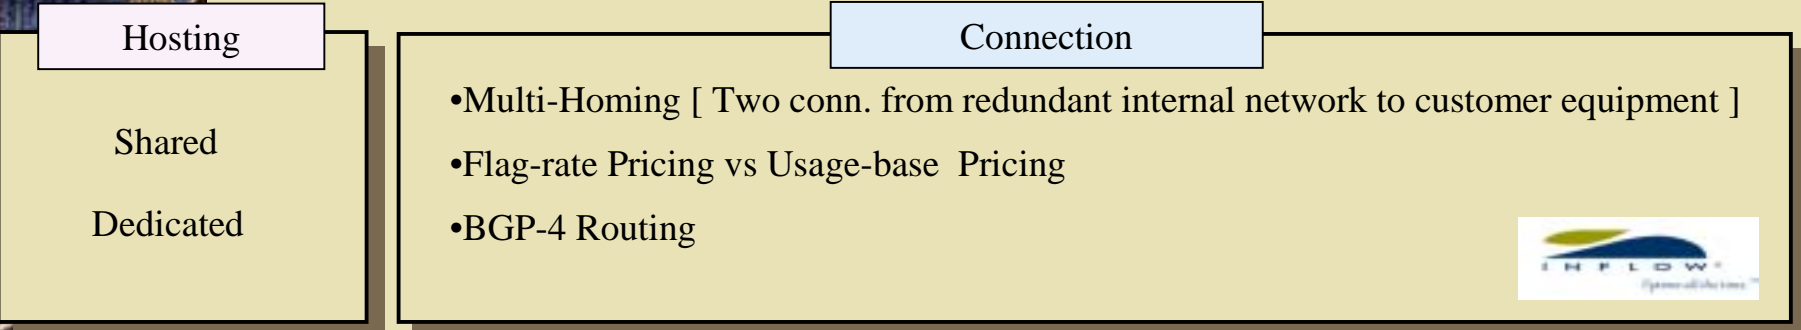 Hosting
Shared
Dedicated
Connection
•Multi-Homing [ Two conn. from redundant internal network to customer equipment ]
•Flag-rate Pricing vs Usage-base  Pricing
•BGP-4 Routing
INFLOW